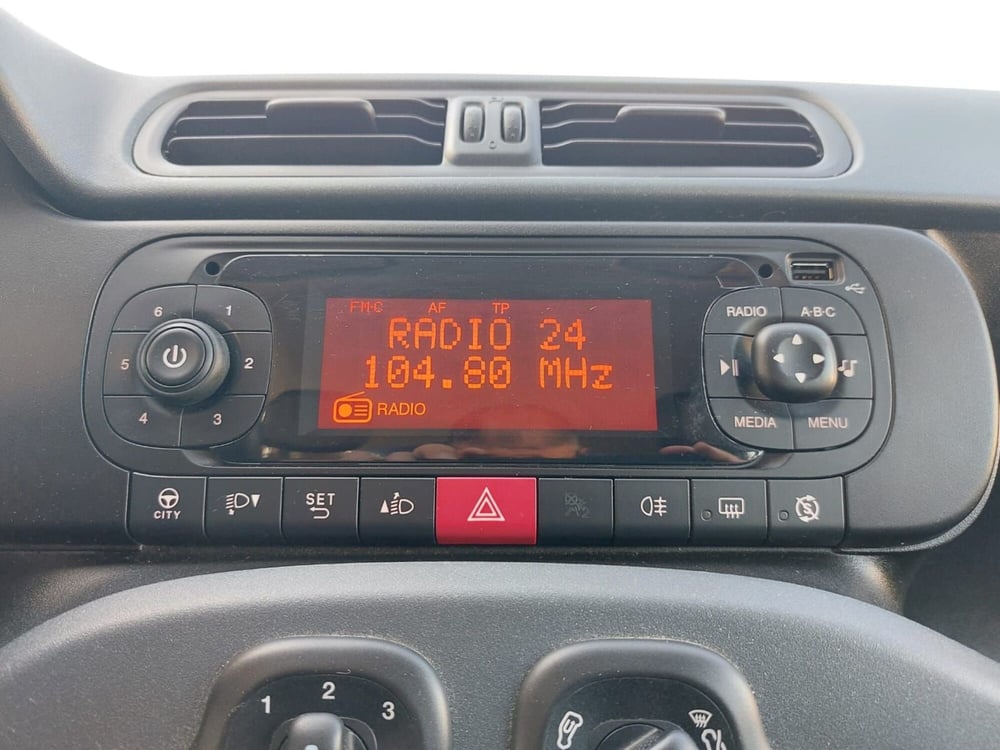 FM-C AF TP
RADIO 24
104.80 MHz
RADIO
6 1
5 2
4 3
RADIO A·B·C
MEDIA MENU
CITY
SET
1 2 3